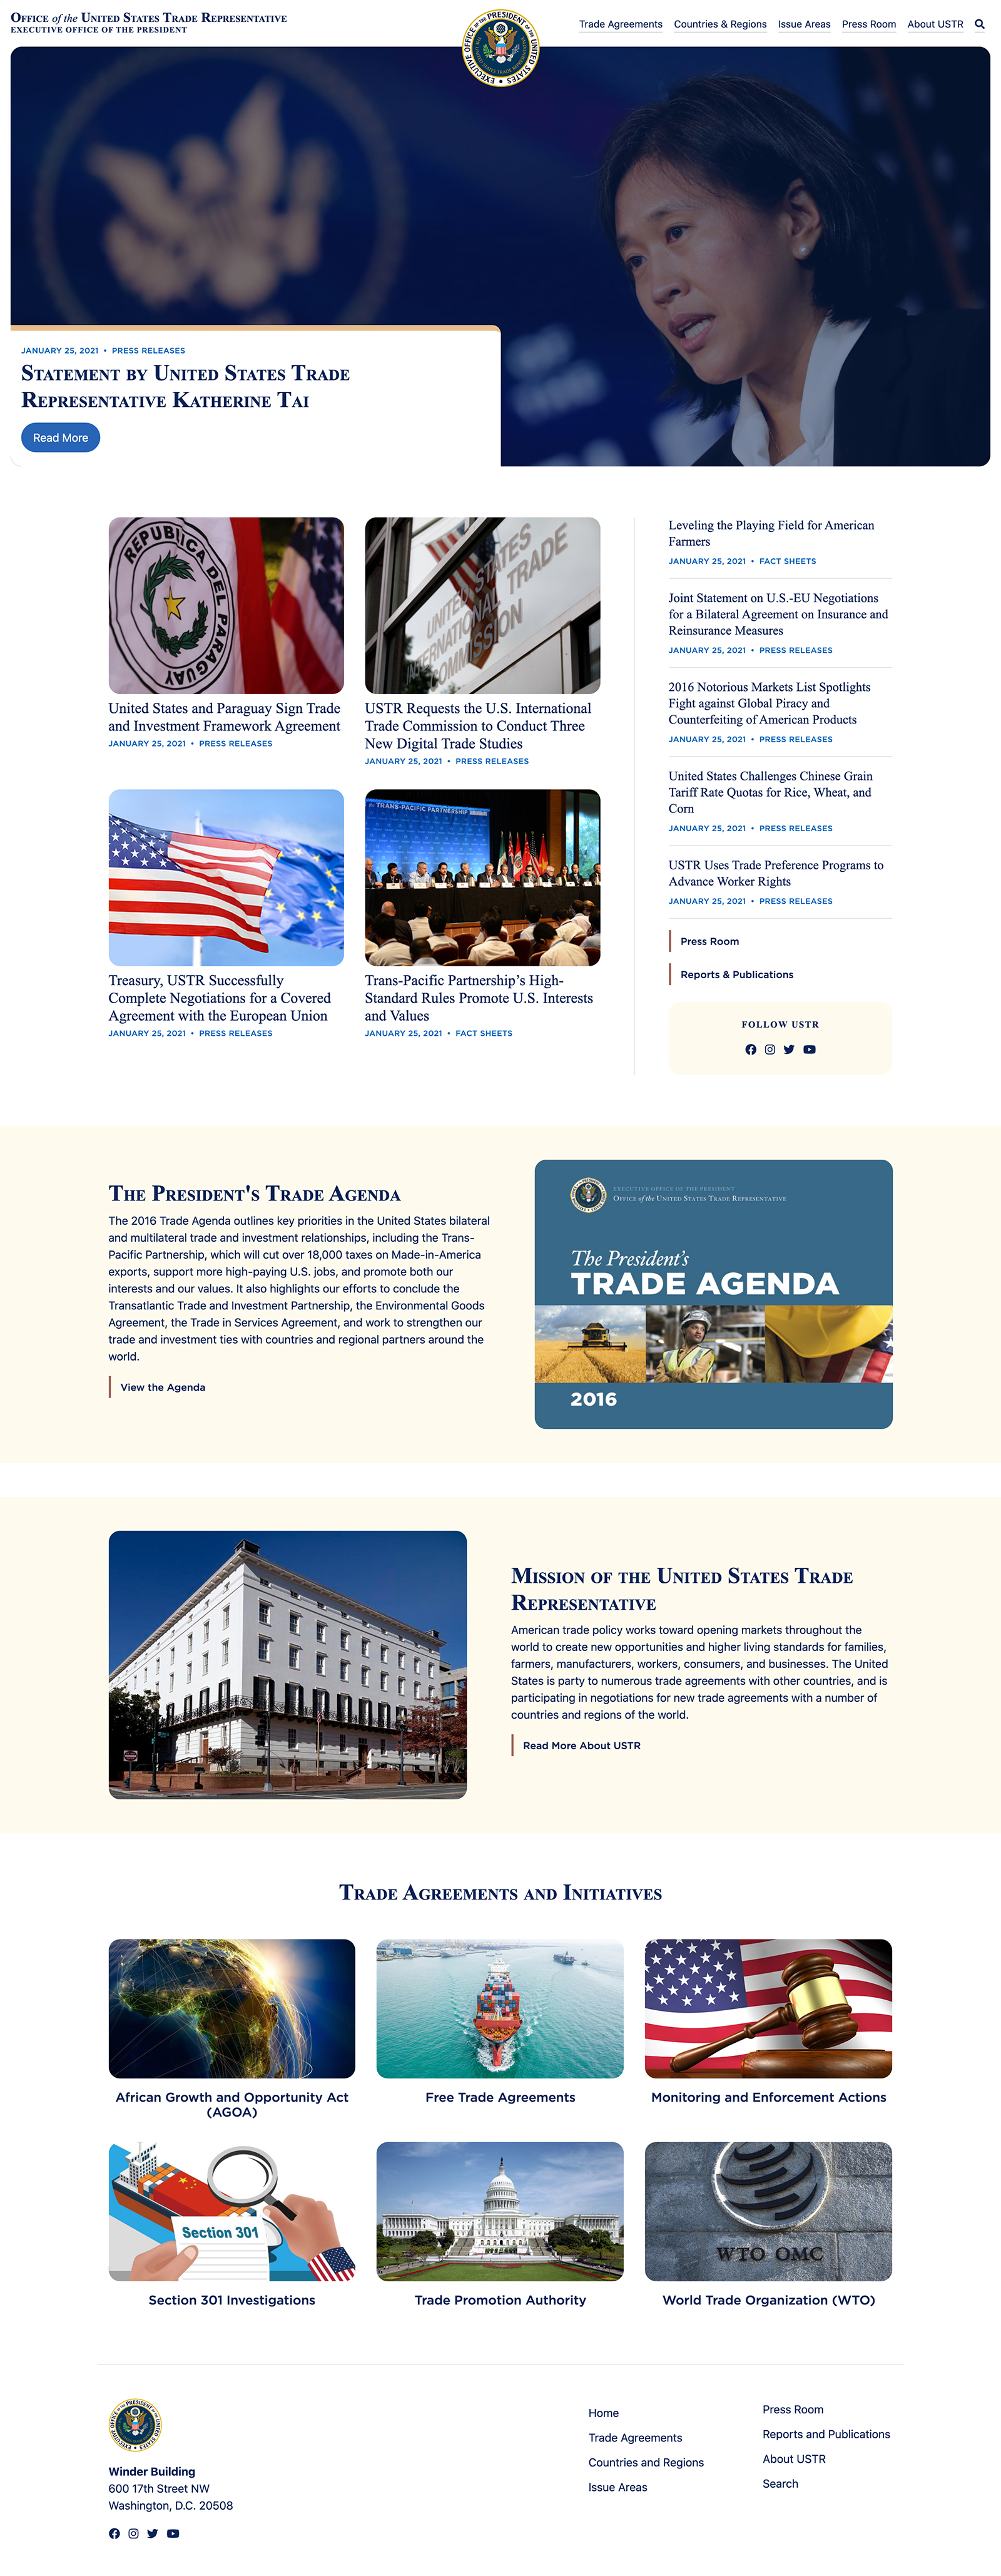 Office of the United States Trade Representative
EXECUTIVE OFFICE OF THE PRESIDENT
EXECUTIVE OFFICE OF THE PRESIDENT OF THE UNITED STATES
Trade Agreements
Countries & Regions
Issue Areas
Press Room
About USTR
JANUARY 25, 2021 • PRESS RELEASES
Statement by United States Trade
Representative Katherine Tai
Read More
REPUBLICA DEL PARAGUAY
UNITED STATES
INTERNATIONAL TRADE
COMMISSION
United States and Paraguay Sign Trade
and Investment Framework Agreement
JANUARY 25, 2021 • PRESS RELEASES
USTR Requests the U.S. International
Trade Commission to Conduct Three
New Digital Trade Studies
JANUARY 25, 2021 • PRESS RELEASES
TRANS-PACIFIC PARTNERSHIP
Treasury, USTR Successfully
Complete Negotiations for a Covered
Agreement with the European Union
JANUARY 25, 2021 • PRESS RELEASES
Trans-Pacific Partnership’s High-
Standard Rules Promote U.S. Interests
and Values
JANUARY 25, 2021 • FACT SHEETS
Leveling the Playing Field for American
Farmers
JANUARY 25, 2021 • FACT SHEETS
Joint Statement on U.S.-EU Negotiations
for a Bilateral Agreement on Insurance and
Reinsurance Measures
JANUARY 25, 2021 • PRESS RELEASES
2016 Notorious Markets List Spotlights
Fight against Global Piracy and
Counterfeiting of American Products
JANUARY 25, 2021 • PRESS RELEASES
United States Challenges Chinese Grain
Tariff Rate Quotas for Rice, Wheat, and
Corn
JANUARY 25, 2021 • PRESS RELEASES
USTR Uses Trade Preference Programs to
Advance Worker Rights
JANUARY 25, 2021 • PRESS RELEASES
Press Room
Reports & Publications
FOLLOW USTR
The President's Trade Agenda
The 2016 Trade Agenda outlines key priorities in the United States bilateral
and multilateral trade and investment relationships, including the Trans-
Pacific Partnership, which will cut over 18,000 taxes on Made-in-America
exports, support more high-paying U.S. jobs, and promote both our
interests and our values. It also highlights our efforts to conclude the
Transatlantic Trade and Investment Partnership, the Environmental Goods
Agreement, the Trade in Services Agreement, and work to strengthen our
trade and investment ties with countries and regional partners around the
world.
View the Agenda
EXECUTIVE OFFICE OF THE PRESIDENT
Office of the United States Trade Representative
The President's
TRADE AGENDA
2016
Mission of the United States Trade
Representative
American trade policy works toward opening markets throughout the
world to create new opportunities and higher living standards for families,
farmers, manufacturers, workers, consumers, and businesses. The United
States is party to numerous trade agreements with other countries, and is
participating in negotiations for new trade agreements with a number of
countries and regions of the world.
Read More About USTR
Trade Agreements and Initiatives
African Growth and Opportunity Act
(AGOA)
Free Trade Agreements
Monitoring and Enforcement Actions
Section 301
WTO OMC
Section 301 Investigations
Trade Promotion Authority
World Trade Organization (WTO)
Winder Building
600 17th Street NW
Washington, D.C. 20508
Home
Trade Agreements
Countries and Regions
Issue Areas
Press Room
Reports and Publications
About USTR
Search